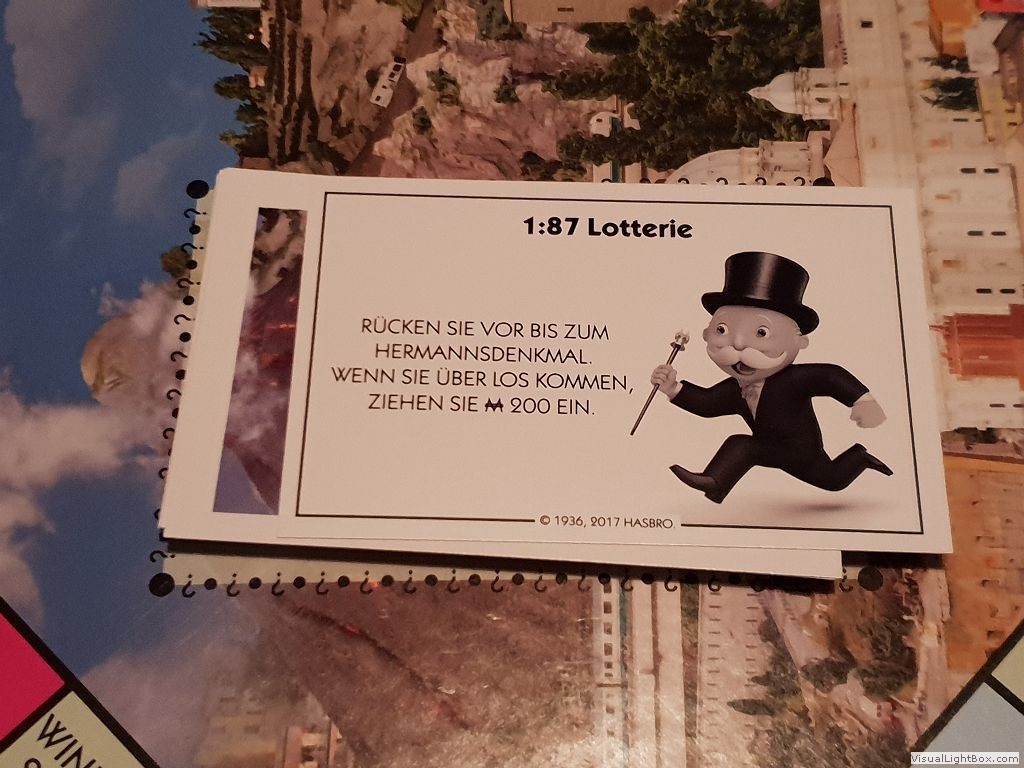 1:87 Lotterie
RÜCKEN SIE VOR BIS ZUM
HERMANNSDENKMAL.
WENN SIE ÜBER LOS KOMMEN,
ZIEHEN SIE M 200 EIN.
© 1936, 2017 HASBRO.
VisualLightBox.com